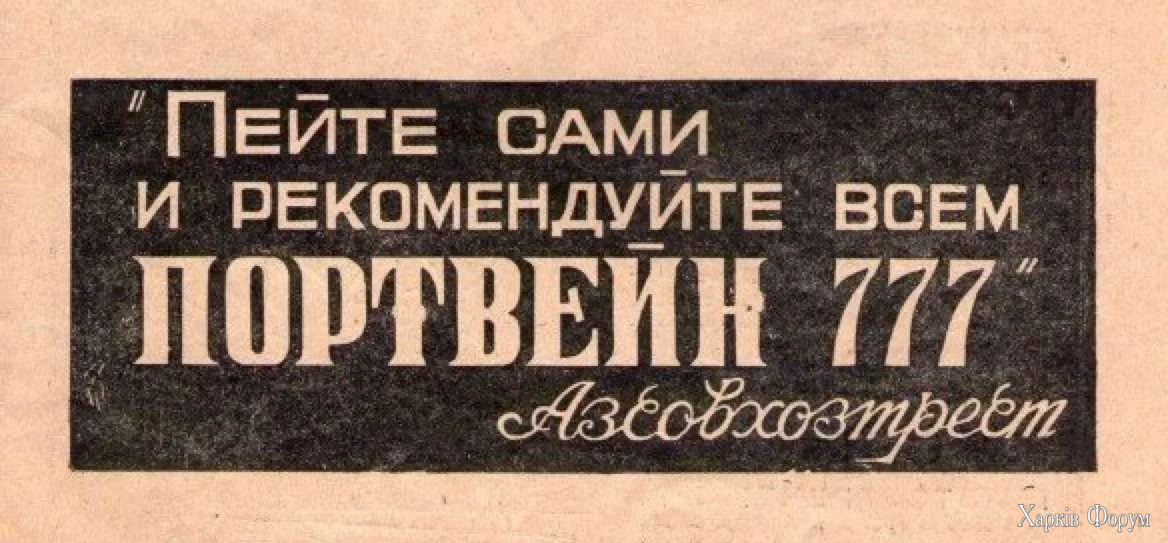 "Пейте сами
и рекомендуйте всем
ПОРТВЕЙН 777"
Азсовхозтрест
Харків Форум